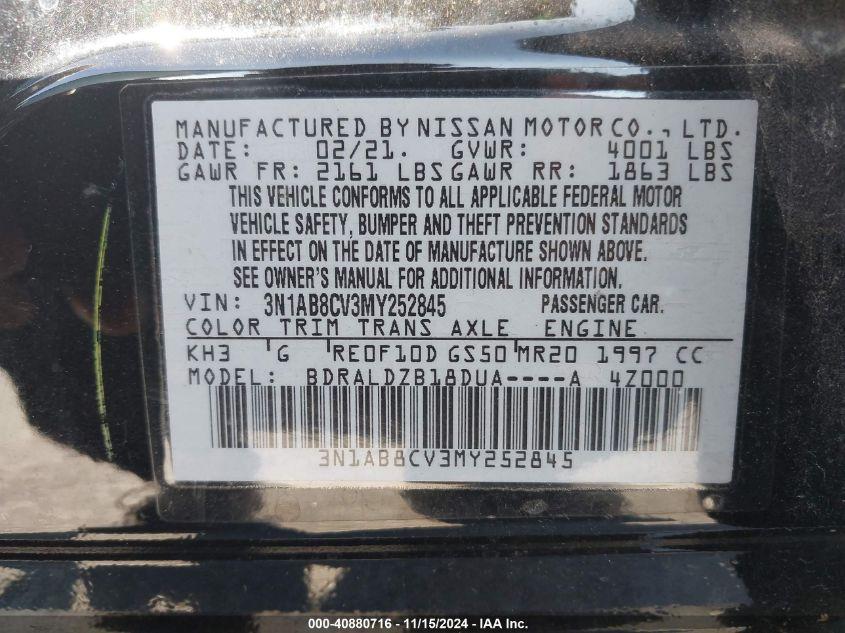 MANUFACTURED BY NISSAN MOTOR CO., LTD.
DATE: 02/21. GVWR: 4001 LBS
GAWR FR: 2161 LBS GAWR RR: 1863 LBS
THIS VEHICLE CONFORMS TO ALL APPLICABLE FEDERAL MOTOR
VEHICLE SAFETY, BUMPER AND THEFT PREVENTION STANDARDS
IN EFFECT ON THE DATE OF MANUFACTURE SHOWN ABOVE.
SEE OWNER'S MANUAL FOR ADDITIONAL INFORMATION.
VIN: 3N1AB8CV3MY252845 PASSENGER CAR.
COLOR TRIM TRANS AXLE ENGINE
KH3 G RE0F10D GS50 MR20 1997 CC
MODEL: BDRALDZB18DUA----A 4Z000
3N1AB8CV3MY252845
000-40880716 - 11/15/2024 - IAA Inc.